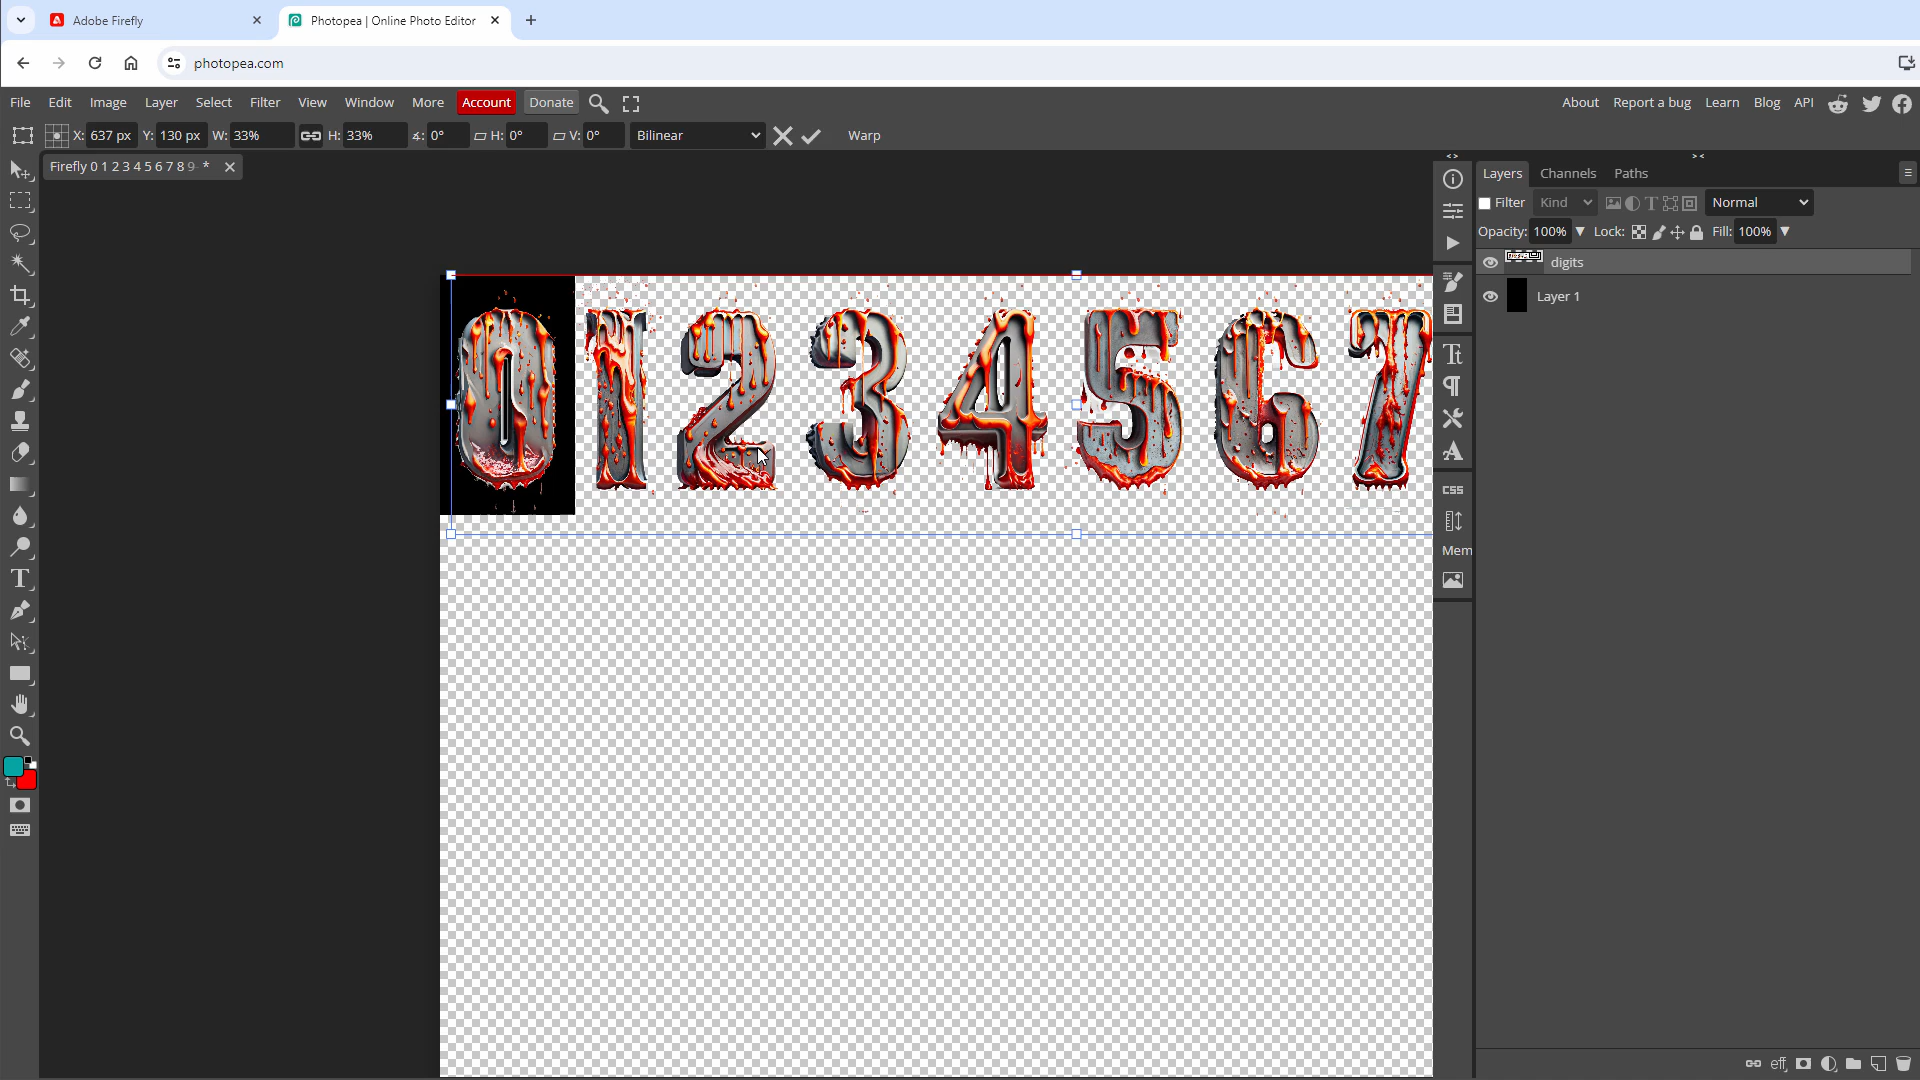 Adobe Firefly
Photopea | Online Photo Editor
photopea.com
File Edit Image Layer Select Filter View Window More Account Donate
About Report a bug Learn Blog API
X: 637 px Y: 130 px W: 33% H: 33% ∡: 0° H: 0° V: 0° Bilinear Warp
Firefly 0 1 2 3 4 5 6 7 8 9 *
Layers Channels Paths
Filter Kind Normal
Opacity: 100% Lock: Fill: 100%
digits
Layer 1
0 1 2 3 4 5 6 7
CSS
Mem
eff